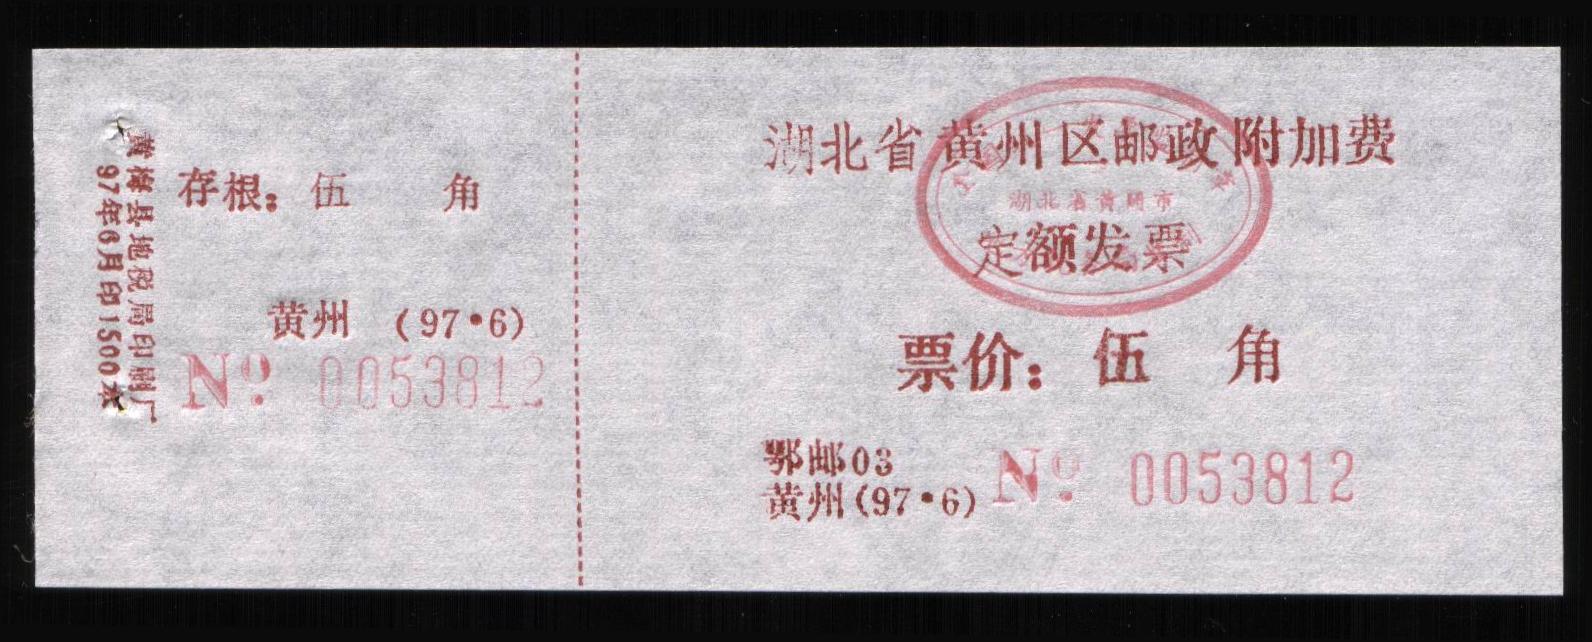 黄梅县地税局印刷厂
97年6月印1500本
存根：伍 角
黄州 (97·6)
No. 0053812
湖北省黄州区邮政附加费
湖北省黄冈市
定额发票
票价：伍 角
鄂邮03
黄州(97·6)
No. 0053812